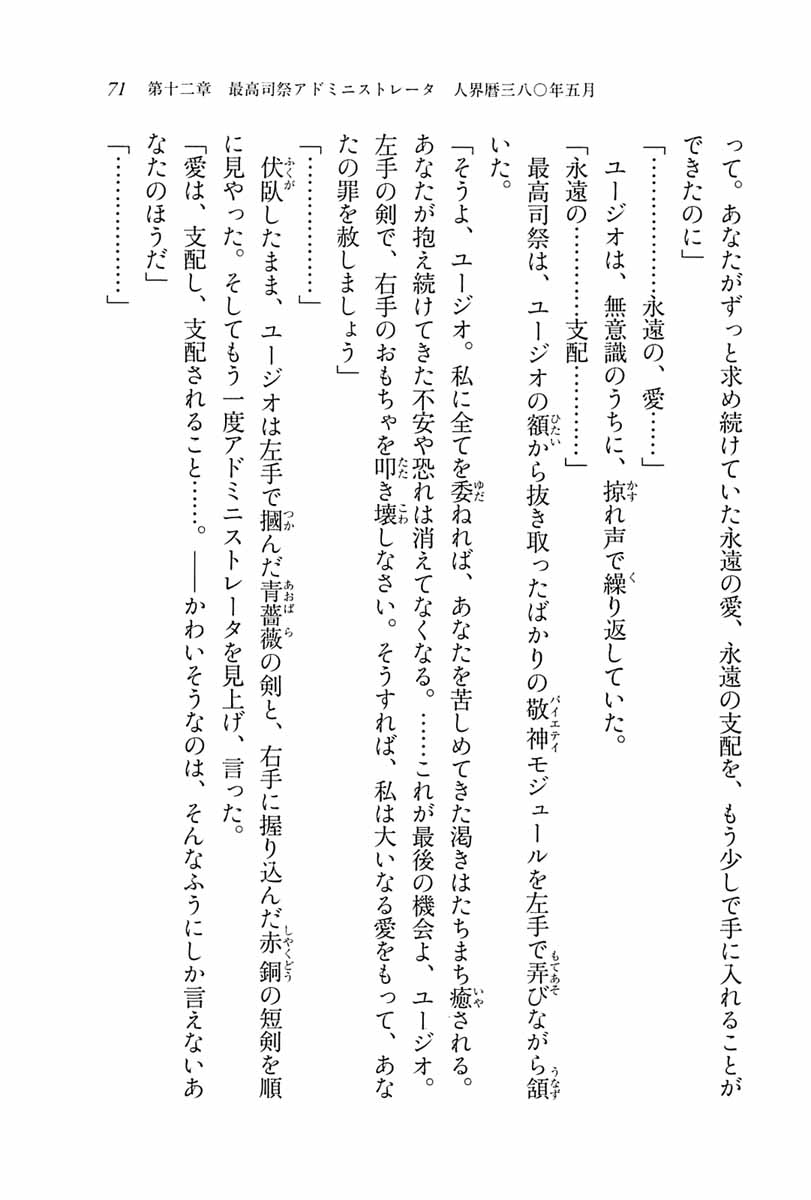 71　第十二章　最高司祭アドミニストレータ　人界暦三八〇年五月
って。あなたがずっと求め続けていた永遠の愛、永遠の支配を、もう少しで手に入れることが
できたのに」
「…………………永遠の、愛……」
ユージオは、無意識のうちに、掠れ声で繰り返していた。
「永遠の…………支配……………」
最高司祭は、ユージオの額から抜き取ったばかりの敬神モジュールを左手で弄びながら頷
いた。
「そうよ、ユージオ。私に全てを委ねれば、あなたを苦しめてきた渇きはたちまち癒される。
あなたが抱え続けてきた不安や恐れは消えてなくなる。……これが最後の機会よ、ユージオ。
左手の剣で、右手のおもちゃを叩き壊しなさい。そうすれば、私は大いなる愛をもって、あな
たの罪を赦しましょう」
「…………………」
伏臥したまま、ユージオは左手で摑んだ青薔薇の剣と、右手に握り込んだ赤銅の短剣を順
に見やった。そしてもう一度アドミニストレータを見上げ、言った。
「愛は、支配し、支配されること……。――かわいそうなのは、そんなふうにしか言えないあ
なたのほうだ」
「…………………」